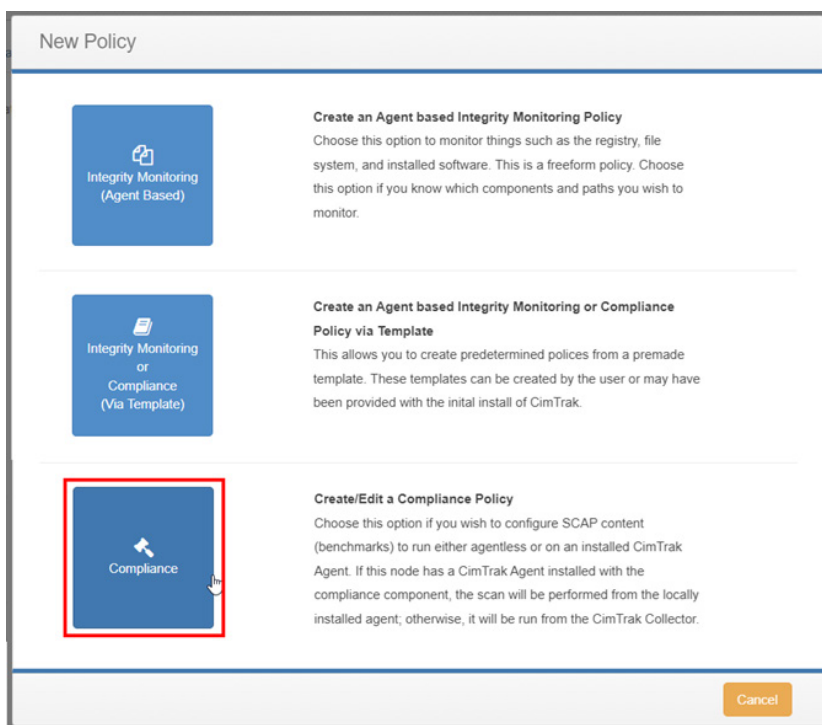 New Policy
Integrity Monitoring
(Agent Based)
Create an Agent based Integrity Monitoring Policy
Choose this option to monitor things such as the registry, file
system, and installed software. This is a freeform policy. Choose
this option if you know which components and paths you wish to
monitor.
Integrity Monitoring
or
Compliance
(Via Template)
Create an Agent based Integrity Monitoring or Compliance
Policy via Template
This allows you to create predetermined polices from a premade
template. These templates can be created by the user or may have
been provided with the inital install of CimTrak.
Compliance
Create/Edit a Compliance Policy
Choose this option if you wish to configure SCAP content
(benchmarks) to run either agentless or on an installed CimTrak
Agent. If this node has a CimTrak Agent installed with the
compliance component, the scan will be performed from the locally
installed agent; otherwise, it will be run from the CimTrak Collector.
Cancel